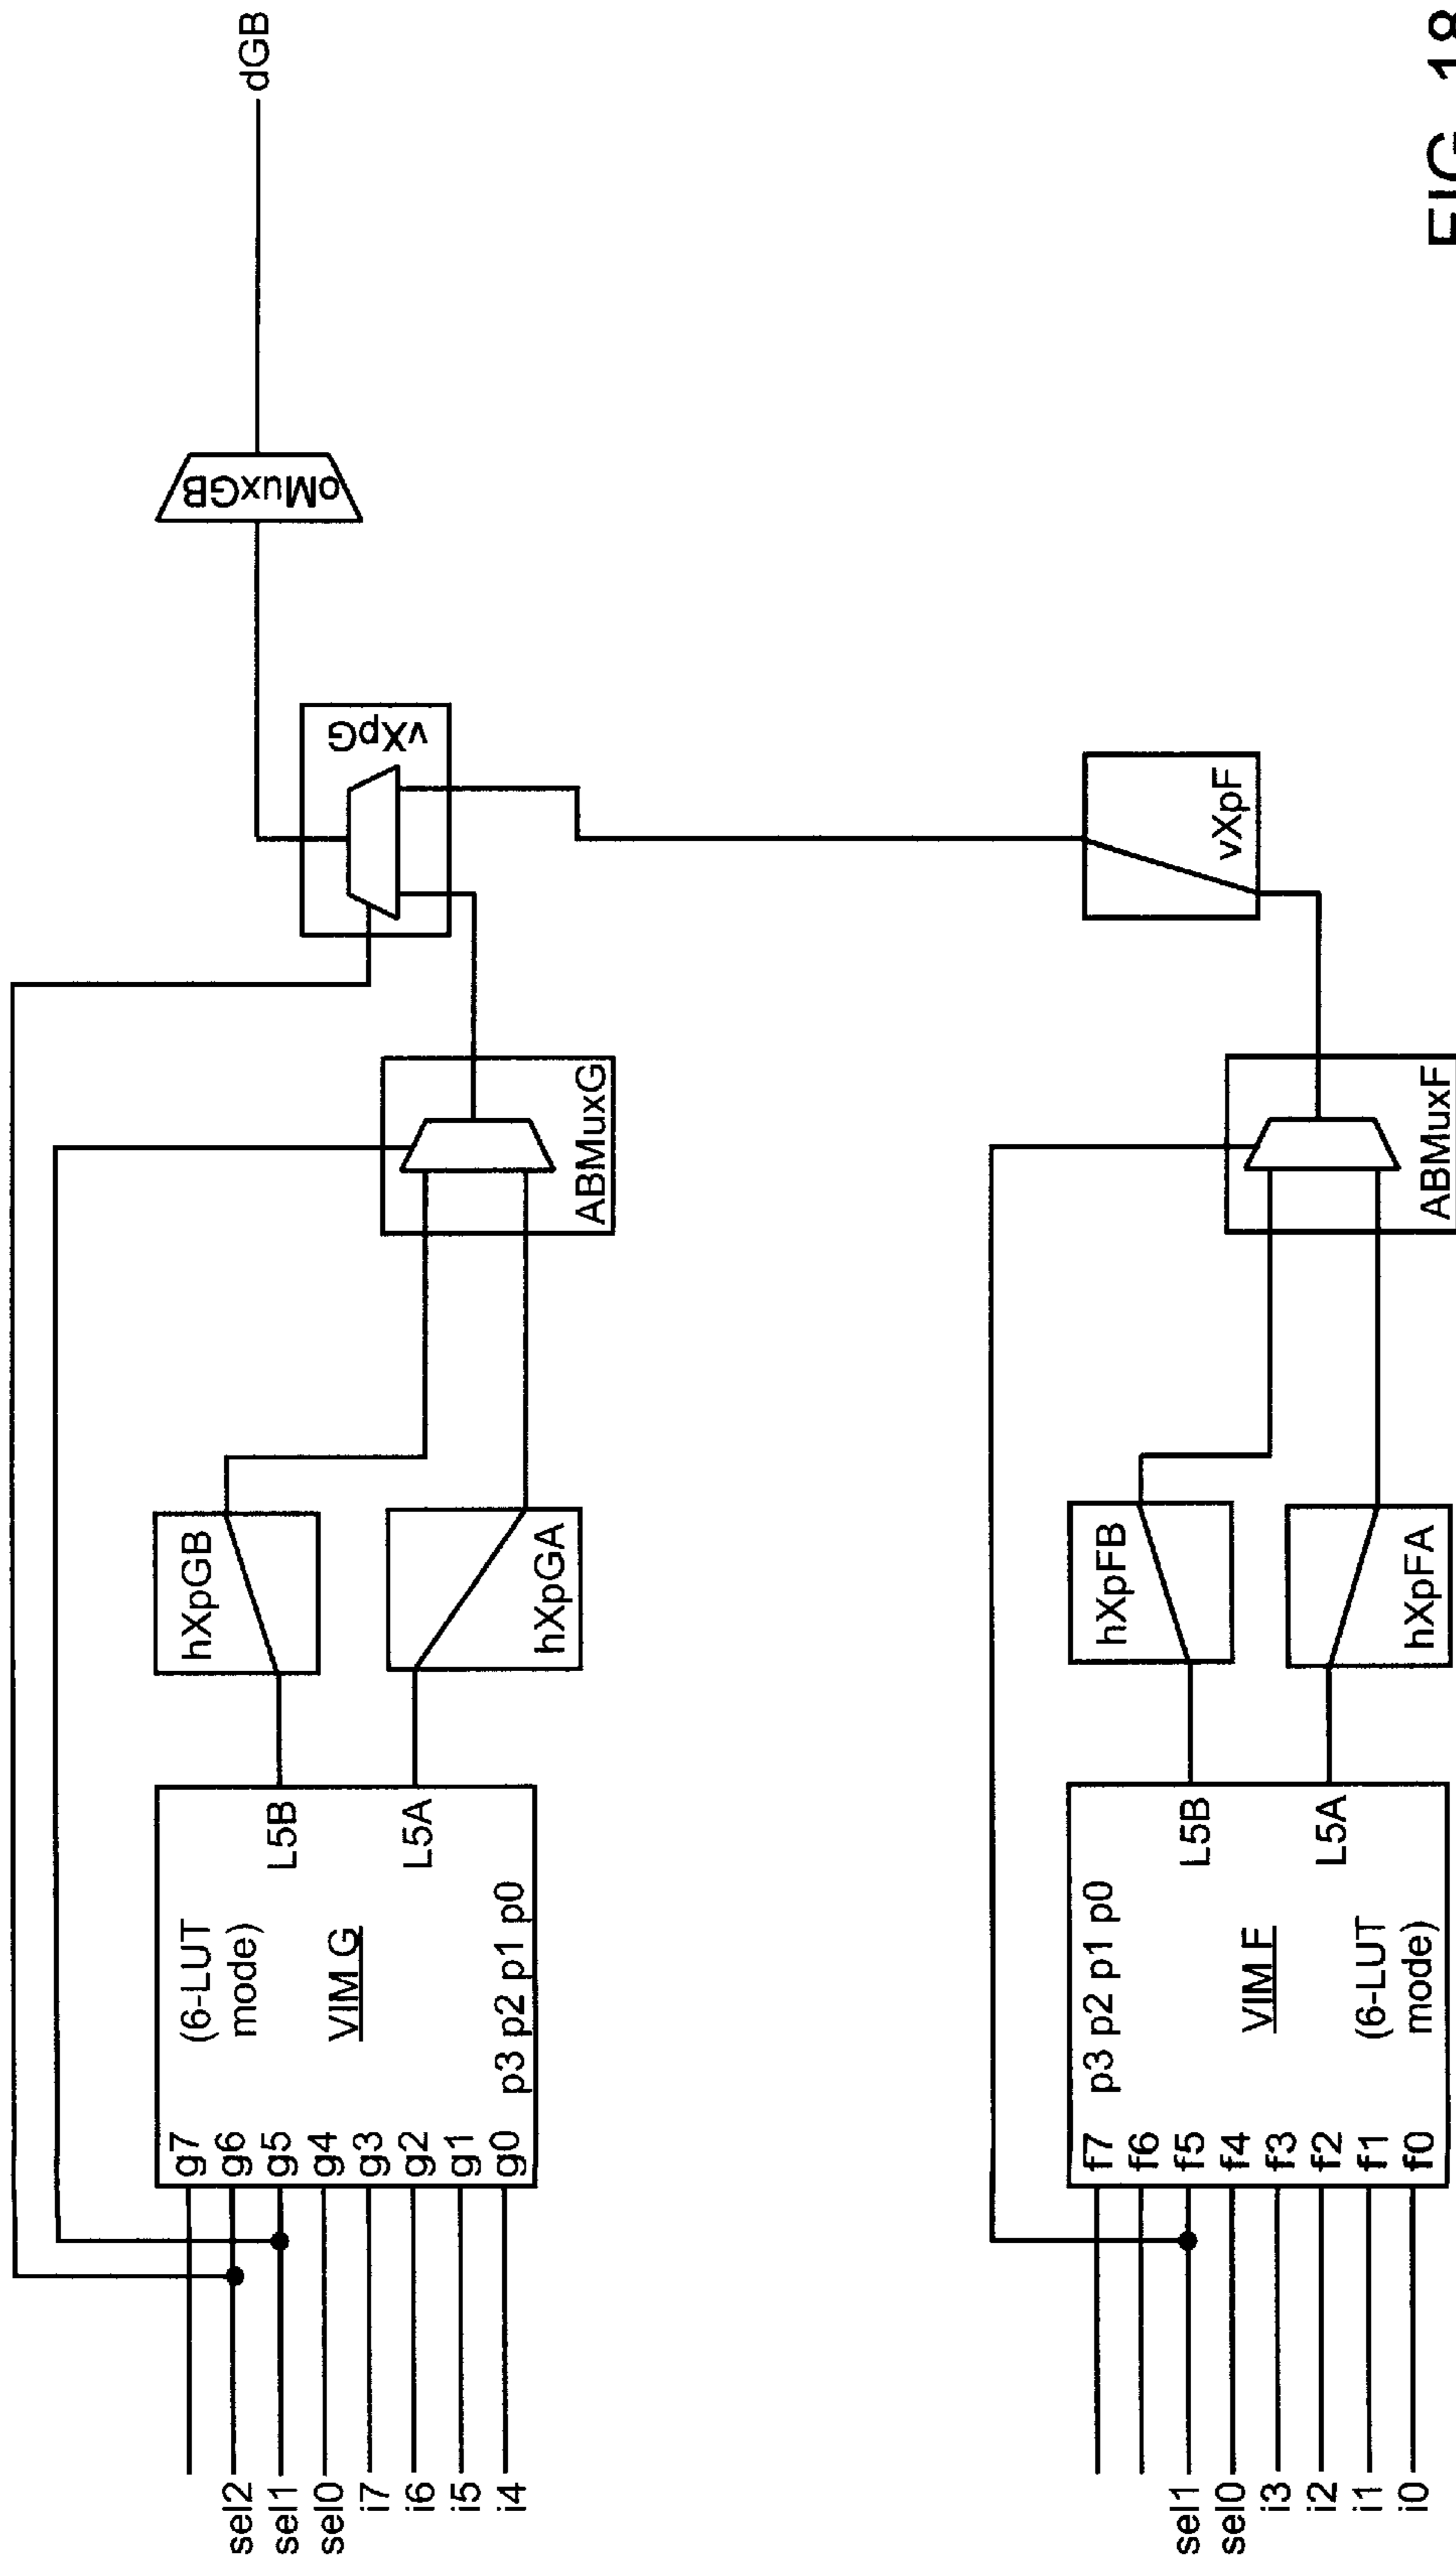 sel2
sel1
sel0
i7
i6
i5
i4
g7
g6
g5
g4
g3
g2
g1
g0
(6-LUT
mode)
VIM G
p3 p2 p1 p0
L5B
L5A
hXpGB
hXpGA
ABMuxG
vXpG
oMuxGB
dGB
sel1
sel0
i3
i2
i1
i0
f7
f6
f5
f4
f3
f2
f1
f0
p3 p2 p1 p0
VIM F
(6-LUT
mode)
L5B
L5A
hXpFB
hXpFA
ABMuxF
vXpF
FIG. 18